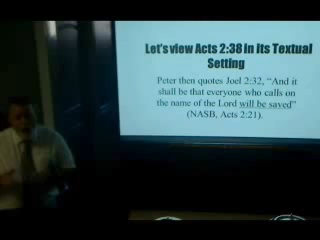 Let's view Acts 2:38 in Its Textual
Setting
Peter then quotes Joel 2:32, "And it
shall be that everyone who calls on
the name of the Lord will be saved"
(NASB, Acts 2:21).